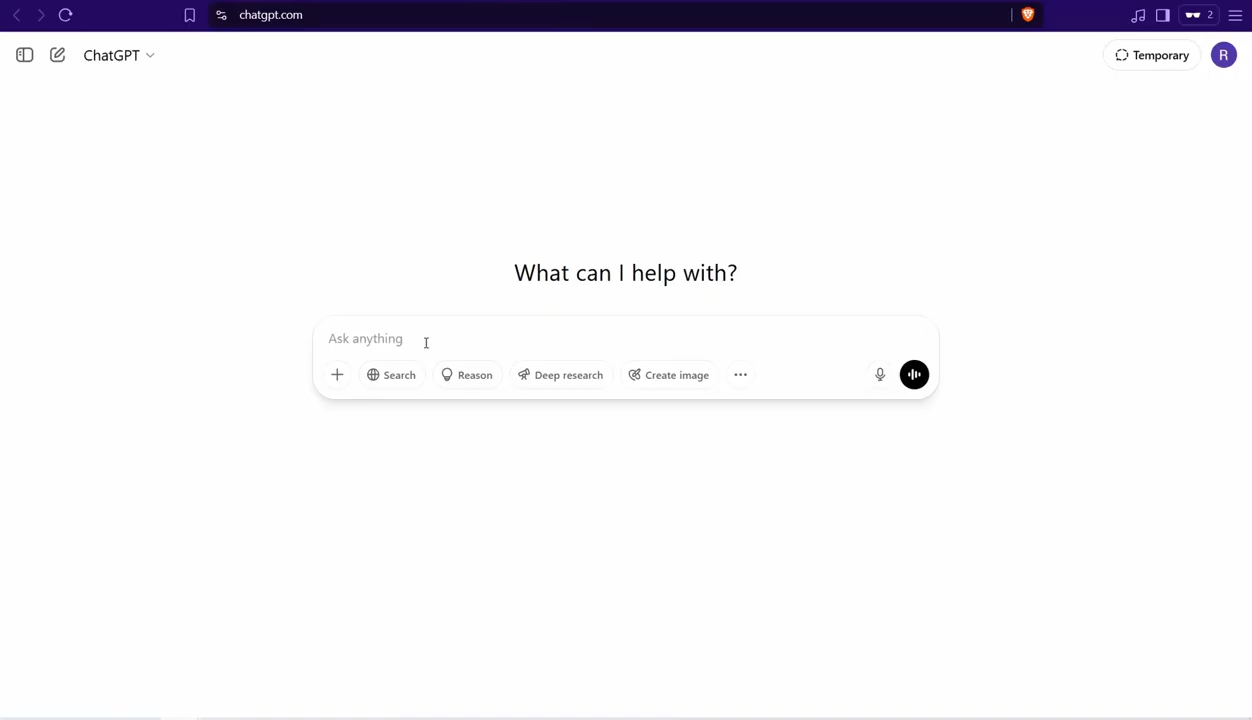 chatgpt.com
2
ChatGPT
Temporary
R
What can I help with?
Ask anything
Search
Reason
Deep research
Create image